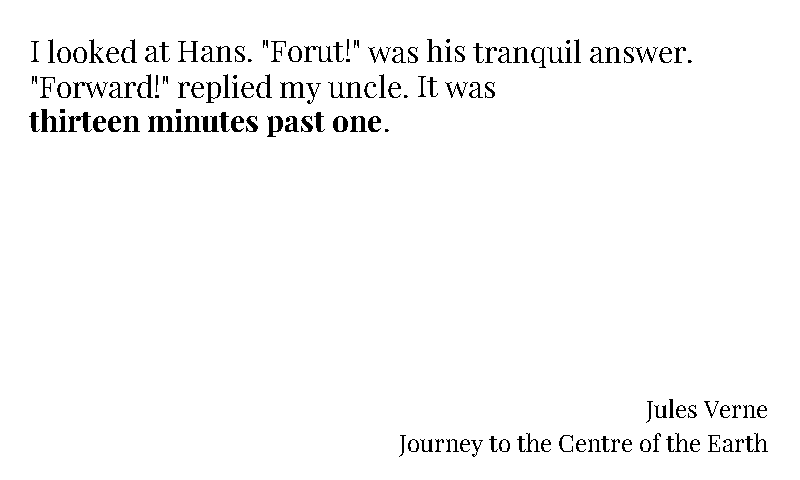 I looked at Hans. "Forut!" was his tranquil answer.
"Forward!" replied my uncle. It was
thirteen minutes past one.
Jules Verne
Journey to the Centre of the Earth